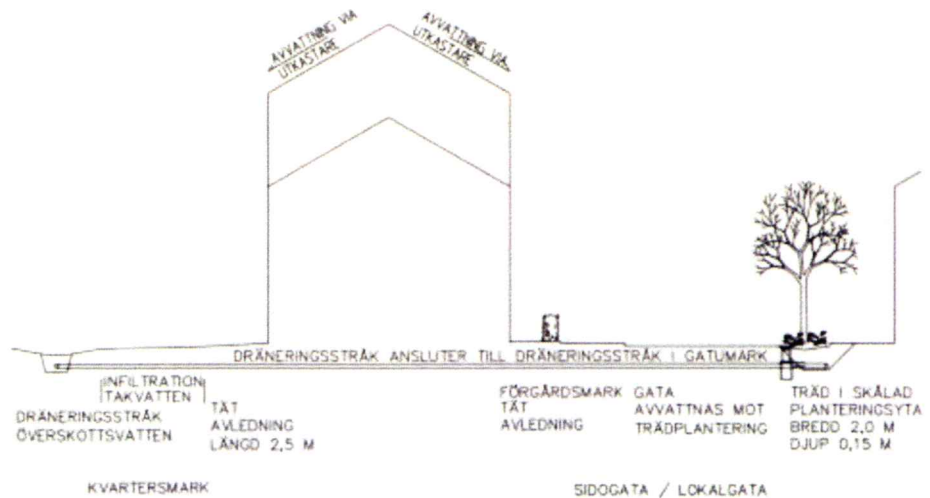 AVVATTNING VIA
UTKASTARE
AVVATTNING VIA
UTKASTARE
DRÄNERINGSSTRÅK ANSLUTER TILL DRÄNERINGSSTRÅK I GATUMARK
INFILTRATION
TAKVATTEN
DRÄNERINGSSTRÅK
ÖVERSKOTTSVATTEN
TÄT
AVLEDNING
LÄNGD 2,5 M
FÖRGÅRDSMARK
TÄT
AVLEDNING
GATA
AVVATTNAS MOT
TRÄDPLANTERING
TRÄD I SKÅLAD
PLANTERINGSYTA
BREDD 2,0 M
DJUP 0,15 M
KVARTERSMARK
SIDOGATA / LOKALGATA